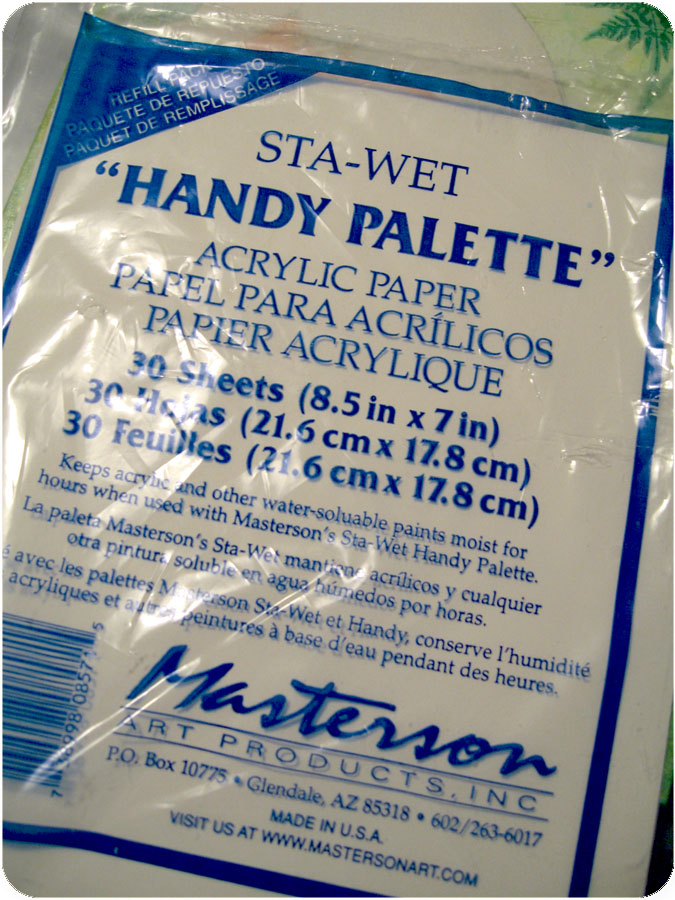 REFILL PACK
PAQUETE DE REPUESTO
PAQUET DE REMPLISSAGE
STA-WET
“HANDY PALETTE”
ACRYLIC PAPER
PAPEL PARA ACRÍLICOS
PAPIER ACRYLIQUE
30 Sheets (8.5 in x 7 in)
30 Hojas (21.6 cm x 17.8 cm)
30 Feuilles (21.6 cm x 17.8 cm)
Keeps acrylic and other water-soluable paints moist for
hours when used with Masterson's Sta-Wet Handy Palette.
La paleta Masterson's Sta-Wet mantiene acrílicos y cualquier
otra pintura soluble en agua húmedos por horas.
avec les palettes Masterson Sta-Wet et Handy, conserve l'humidité
acryliques et autres peintures à base d'eau pendant des heures.
Masterson
ART PRODUCTS, INC
P.O. Box 10775 • Glendale, AZ 85318 • 602/263-6017
MADE IN U.S.A.
VISIT US AT WWW.MASTERSONART.COM